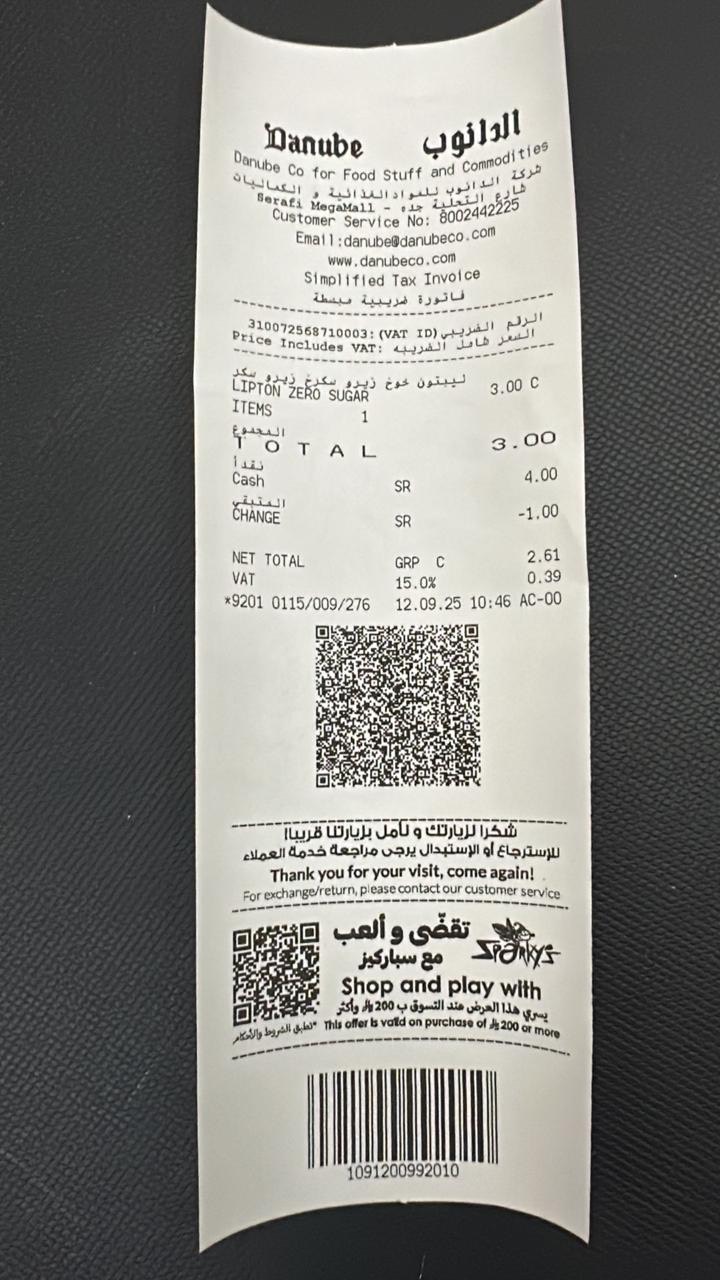 Danube الدانوب
Danube Co for Food Stuff and Commodities
شركة الدانوب للمواد الغذائية و الكماليات
Serafi MegaMall - شارع التحلية جده
Customer Service No: 8002442225
Email:danube@danubeco.com
www.danubeco.com
Simplified Tax Invoice
فاتورة ضريبية مبسطة
310072568710003:(VAT ID) الرقم الضريبي
Price Includes VAT: السعر شامل الضريبه
ليبتون خوخ زيرو سكرخ زيرو سكر
LIPTON ZERO SUGAR 3.00 C
ITEMS 1
المجموع
T O T A L 3.00
نقدأ
Cash SR 4.00
المتبقي
CHANGE SR -1.00
NET TOTAL GRP C 2.61
VAT 15.0% 0.39
*9201 0115/009/276 12.09.25 10:46 AC-00
شكرا لزيارتك و نأمل بزيارتنا قريبا!
للإسترجاع أو الإستبدال يرجى مراجعة خدمة العملاء
Thank you for your visit, come again!
For exchange/return, please contact our customer service
تقضّى و ألعب
مع سباركيز
Sparky's
Shop and play with
يسري هذا العرض عند التسوق ب 200 وأكثر
This offer is valid on purchase of 200 or more
*تطبق الشروط والأحكام
1091200992010